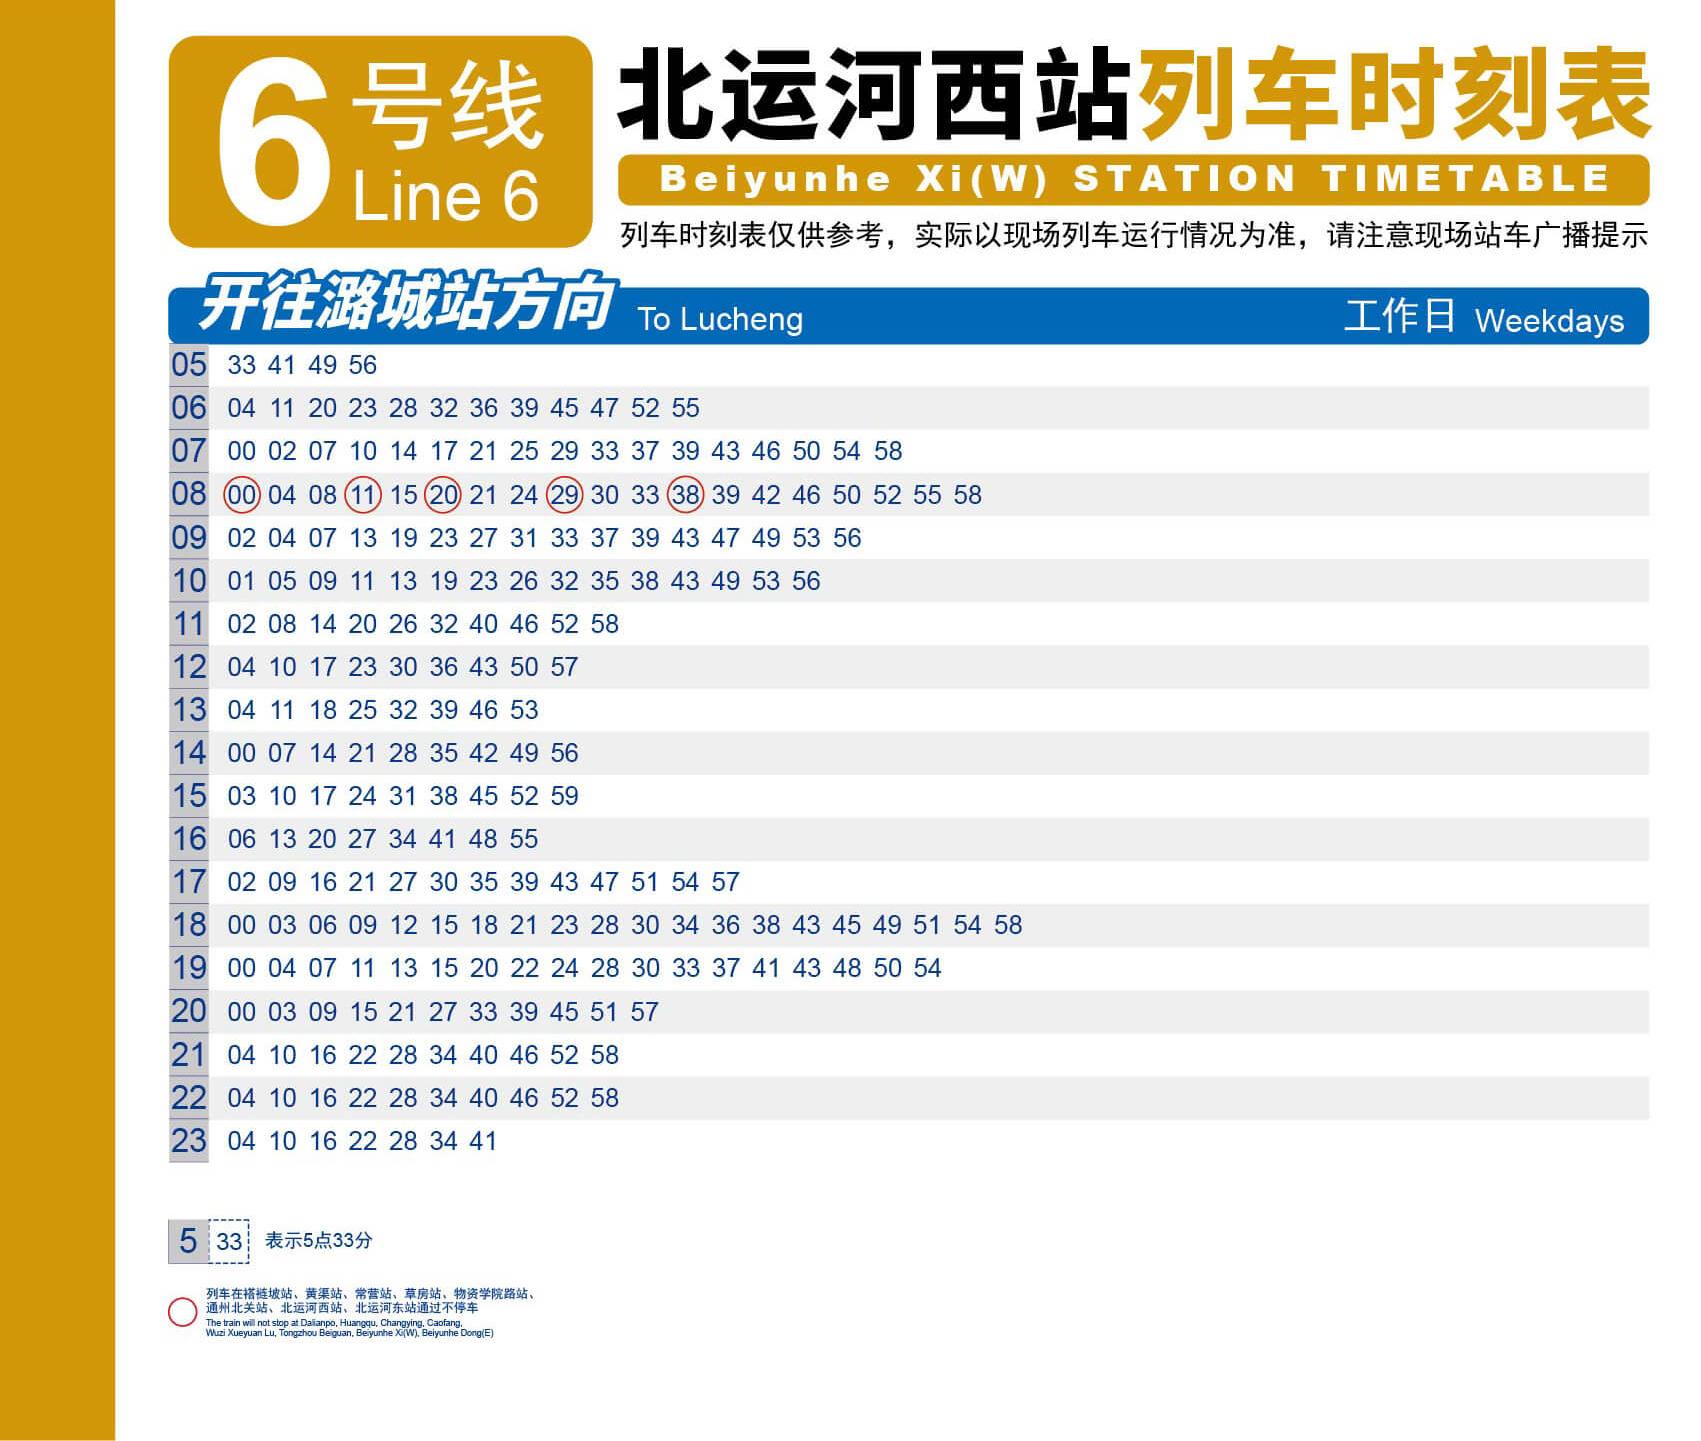 6号线
Line 6
北运河西站列车时刻表
Beiyunhe Xi(W) STATION TIMETABLE
列车时刻表仅供参考，实际以现场列车运行情况为准，请注意现场站车广播提示
开往潞城站方向 To Lucheng 工作日 Weekdays
05 33 41 49 56
06 04 11 20 23 28 32 36 39 45 47 52 55
07 00 02 07 10 14 17 21 25 29 33 37 39 43 46 50 54 58
08 00 04 08 11 15 20 21 24 29 30 33 38 39 42 46 50 52 55 58
09 02 04 07 13 19 23 27 31 33 37 39 43 47 49 53 56
10 01 05 09 11 13 19 23 26 32 35 38 43 49 53 56
11 02 08 14 20 26 32 40 46 52 58
12 04 10 17 23 30 36 43 50 57
13 04 11 18 25 32 39 46 53
14 00 07 14 21 28 35 42 49 56
15 03 10 17 24 31 38 45 52 59
16 06 13 20 27 34 41 48 55
17 02 09 16 21 27 30 35 39 43 47 51 54 57
18 00 03 06 09 12 15 18 21 23 28 30 34 36 38 43 45 49 51 54 58
19 00 04 07 11 13 15 20 22 24 28 30 33 37 41 43 48 50 54
20 00 03 09 15 21 27 33 39 45 51 57
21 04 10 16 22 28 34 40 46 52 58
22 04 10 16 22 28 34 40 46 52 58
23 04 10 16 22 28 34 41
5 33 表示5点33分
列车在褡裢坡站、黄渠站、常营站、草房站、物资学院路站、
通州北关站、北运河西站、北运河东站通过不停车
The train will not stop at Dalianpo, Huangqu, Changying, Caofang,
Wuzi Xueyuan Lu, Tongzhou Beiguan, Beiyunhe Xi(W), Beiyunhe Dong(E)